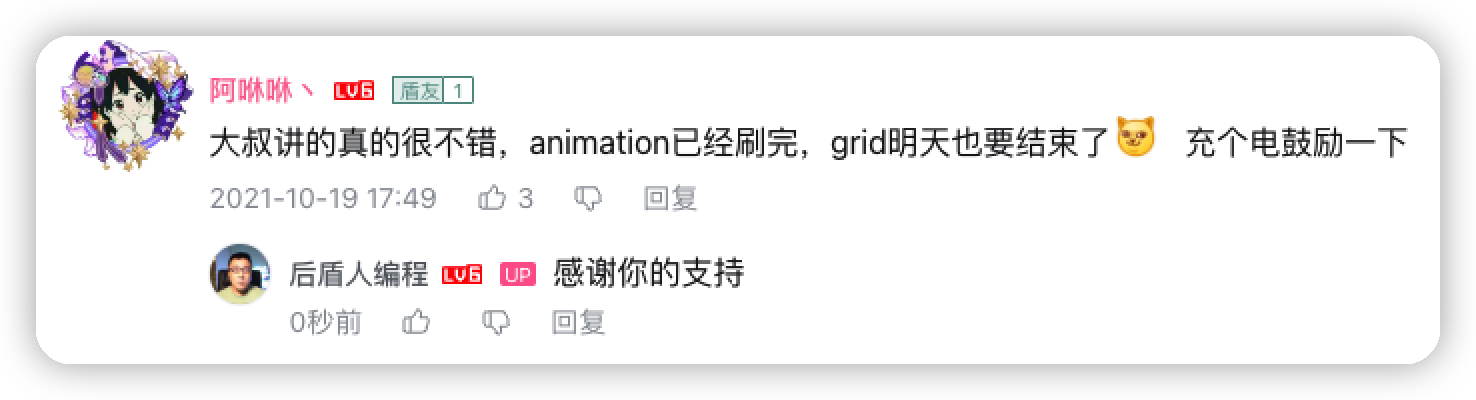 阿咻咻丶 LV6 盾友 1
大叔讲的真的很不错，animation已经刷完，grid明天也要结束了 充个电鼓励一下
2021-10-19 17:49 3 回复
后盾人编程 LV6 UP 感谢你的支持
0秒前 回复